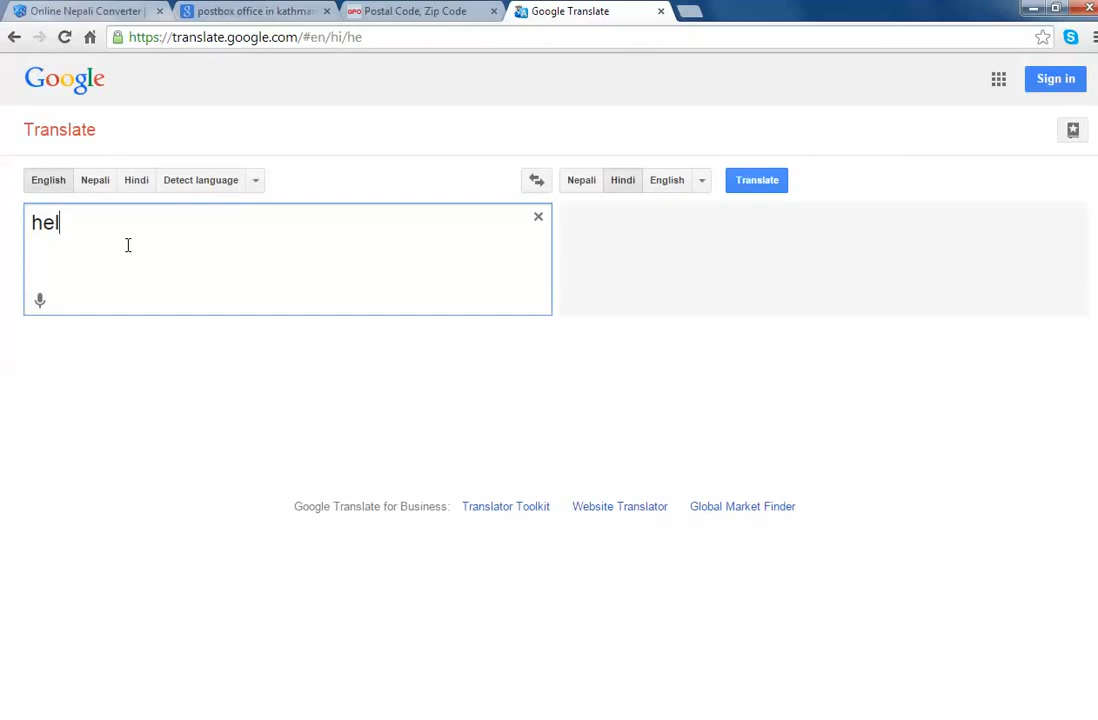 Online Nepali Converter |
postbox office in kathma
GPO Postal Code, Zip Code
Google Translate
https://translate.google.com/#en/hi/he
Google
Sign in
Translate
English Nepali Hindi Detect language
Nepali Hindi English Translate
hel
Google Translate for Business: Translator Toolkit Website Translator Global Market Finder